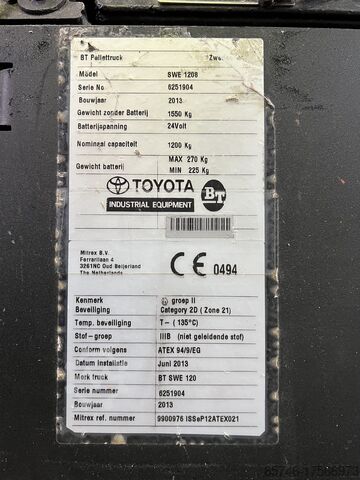 BT Pallettruck Zwe
Model SWE 120S
Serie No 6251904
Bouwjaar 2013
Gewicht zonder Batterij 1550 Kg
Batterijspanning 24Volt
Nominaal capaciteit 1200 Kg
Gewicht batterij MAX 270 Kg
MIN 225 Kg
TOYOTA BT
INDUSTRIAL EQUIPMENT
Mitrex B.V.
Ferrarilaan 4
3261NC Oud Beijerland
The Netherlands
CE 0494
Kenmerk groep II
Beveiliging Category 2D ( Zone 21)
Temp. beveiliging T- (135°C)
Stof-groep IIIB (niet geleidende stof)
Conform volgens ATEX 94/9/EG
Datum installatie Juni 2013
Merk truck BT SWE 120
Serie nummer 6251904
Bouwjaar 2013
Mitrex ref. nummer 9900976 ISSeP12ATEX021